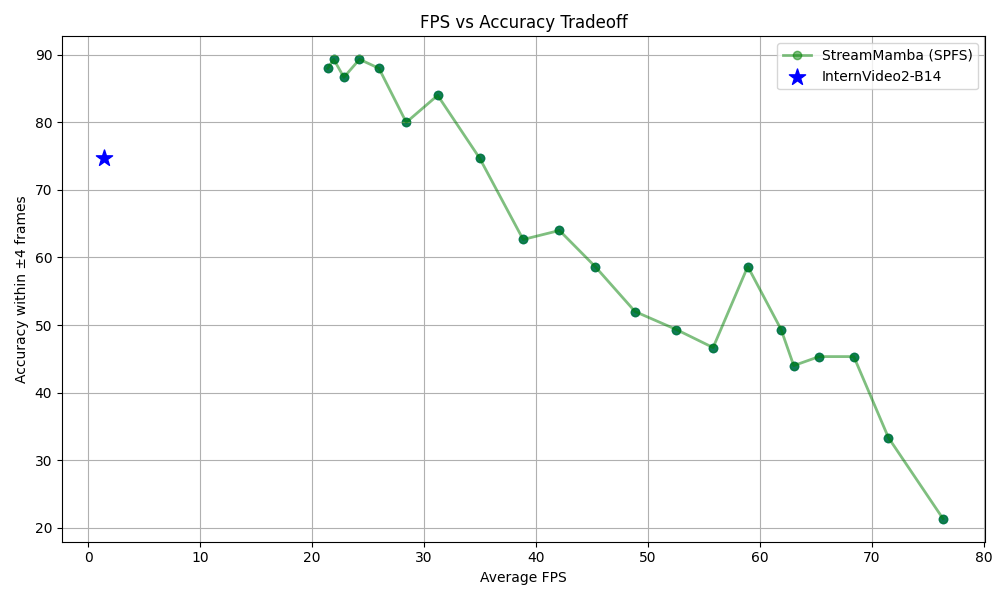 FPS vs Accuracy Tradeoff
StreamMamba (SPFS)
InternVideo2-B14
Accuracy within ±4 frames
90
80
70
60
50
40
30
20
0 10 20 30 40 50 60 70 80
Average FPS